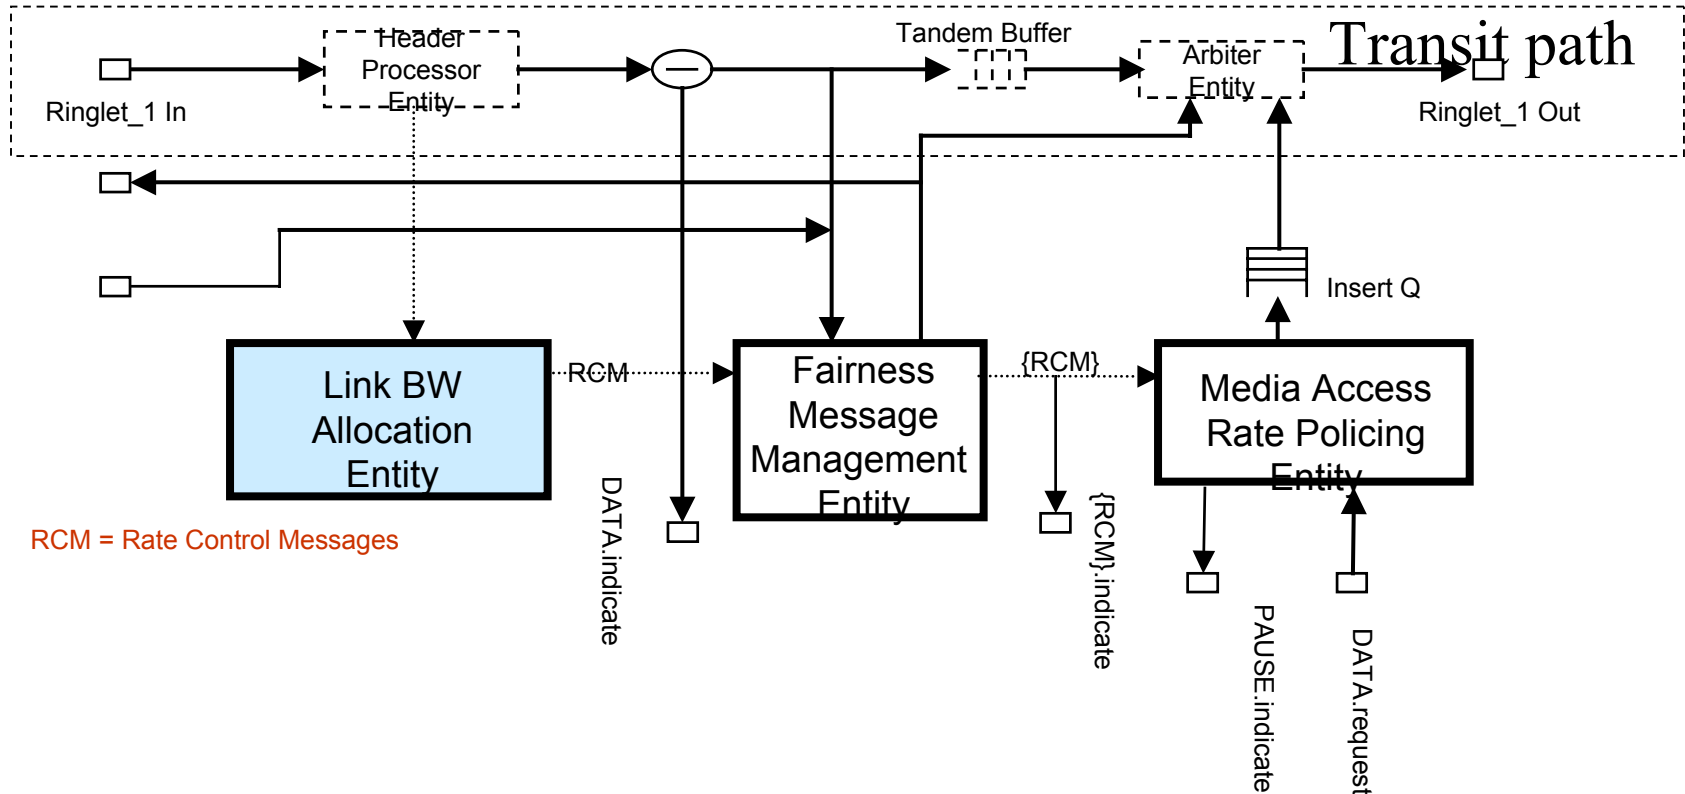 Transit path
Header
Processor
Entity
Tandem Buffer
Arbiter
Entity
Ringlet_1 In
Ringlet_1 Out
Insert Q
Link BW
Allocation
Entity
RCM
Fairness
Message
Management
Entity
{RCM}
Media Access
Rate Policing
Entity
DATA.indicate
{RCM}.indicate
PAUSE.indicate
DATA.request
RCM = Rate Control Messages